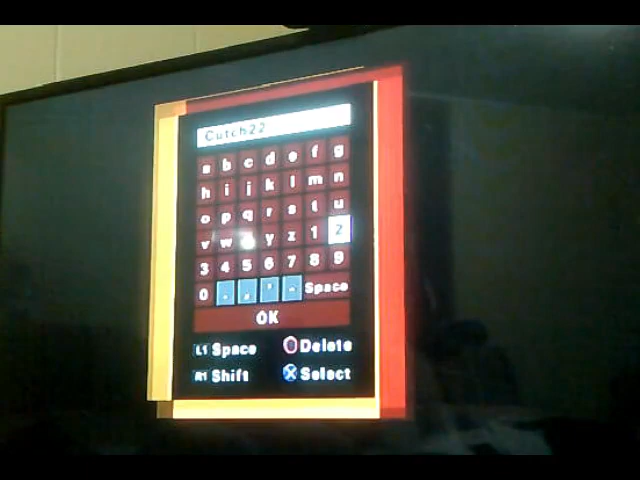 Cutch22
a b c d e f g
h i j k l m n
o p q r s t u
v w x y z 1 2
3 4 5 6 7 8 9
0 Space
OK
L1 Space Delete
R1 Shift Select